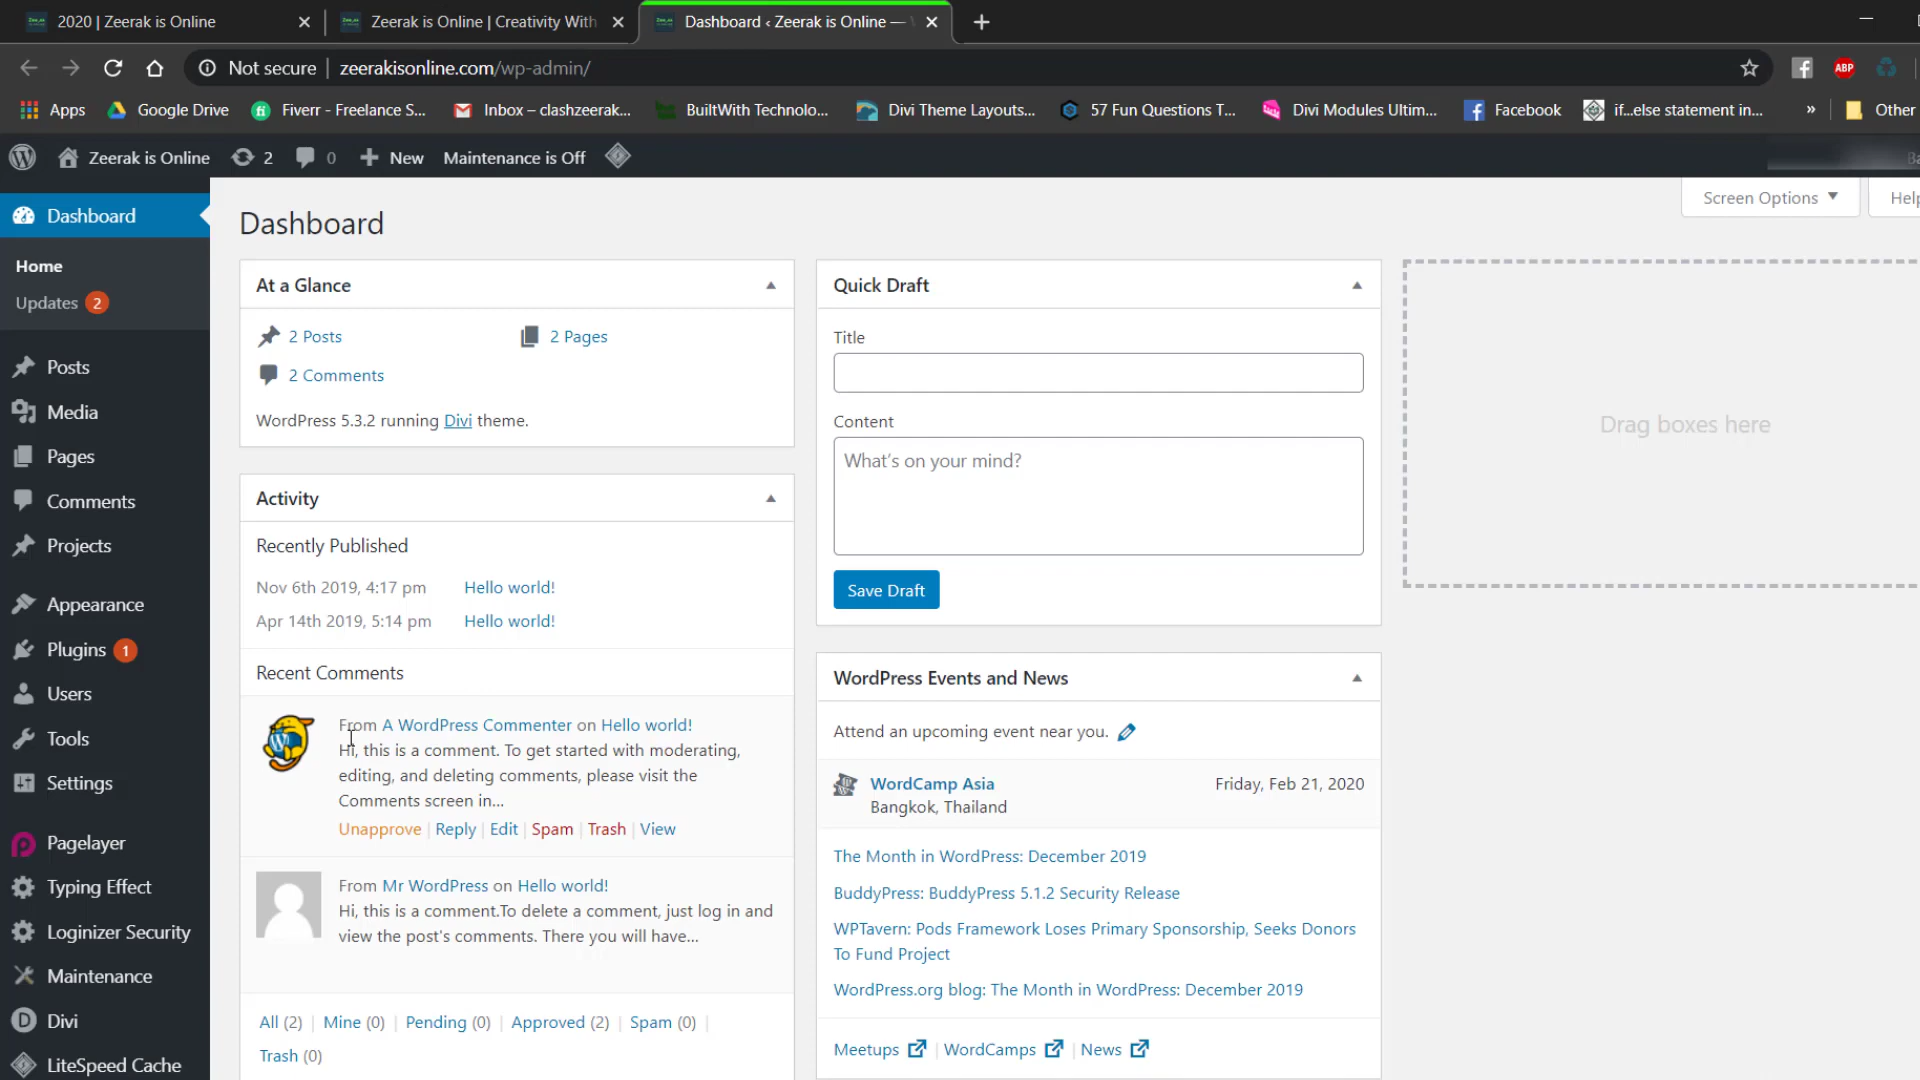 2020 | Zeerak is Online
Zeerak is Online | Creativity With
Dashboard ‹ Zeerak is Online —
Not secure | zeerakisonline.com/wp-admin/
ABP
Apps
Google Drive
Fiverr - Freelance S...
Inbox – clashzeerak...
BuiltWith Technolo...
Divi Theme Layouts...
57 Fun Questions T...
Divi Modules Ultim...
Facebook
if...else statement in...
»
Other
Zeerak is Online
2
0
New
Maintenance is Off
Screen Options
Help
Dashboard
Home
Updates 2
Posts
Media
Pages
Comments
Projects
Appearance
Plugins 1
Users
Tools
Settings
Pagelayer
Typing Effect
Loginizer Security
Maintenance
Divi
LiteSpeed Cache
Dashboard
At a Glance
2 Posts
2 Pages
2 Comments
WordPress 5.3.2 running Divi theme.
Activity
Recently Published
Nov 6th 2019, 4:17 pm Hello world!
Apr 14th 2019, 5:14 pm Hello world!
Recent Comments
From A WordPress Commenter on Hello world!
Hi, this is a comment. To get started with moderating,
editing, and deleting comments, please visit the
Comments screen in...
Unapprove | Reply | Edit | Spam | Trash | View
From Mr WordPress on Hello world!
Hi, this is a comment.To delete a comment, just log in and
view the post's comments. There you will have...
All (2) | Mine (0) | Pending (0) | Approved (2) | Spam (0) |
Trash (0)
Quick Draft
Title
Content
What's on your mind?
Save Draft
WordPress Events and News
Attend an upcoming event near you.
WordCamp Asia
Friday, Feb 21, 2020
Bangkok, Thailand
The Month in WordPress: December 2019
BuddyPress: BuddyPress 5.1.2 Security Release
WPTavern: Pods Framework Loses Primary Sponsorship, Seeks Donors
To Fund Project
WordPress.org blog: The Month in WordPress: December 2019
Meetups | WordCamps | News
Drag boxes here